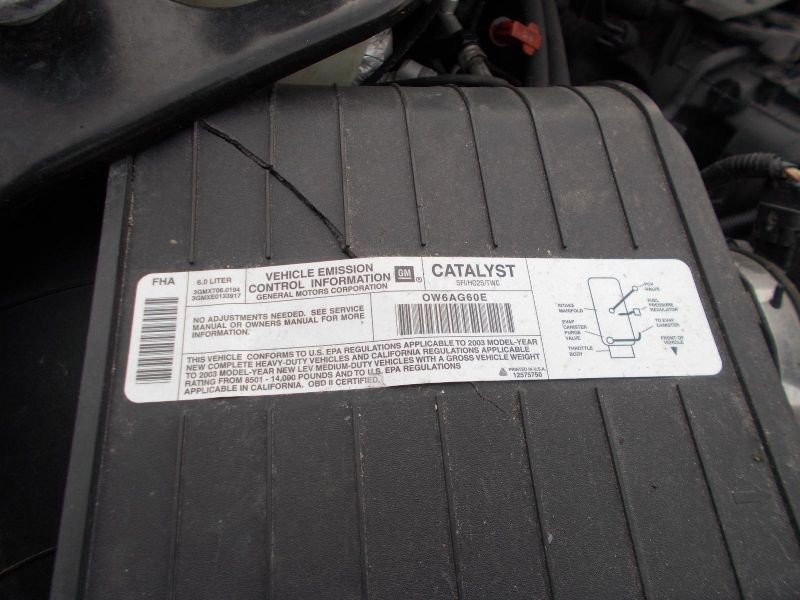 FHA
6.0 LITER
3GMXT06.0194
3GMXE0133917
VEHICLE EMISSION
CONTROL INFORMATION
GENERAL MOTORS CORPORATION
GM
®
CATALYST
SFI/HO2S/TWC
OW6AG60E
NO ADJUSTMENTS NEEDED. SEE SERVICE
MANUAL OR OWNERS MANUAL FOR MORE
INFORMATION.
THIS VEHICLE CONFORMS TO U.S. EPA REGULATIONS APPLICABLE TO 2003 MODEL-YEAR
NEW COMPLETE HEAVY-DUTY VEHICLES AND CALIFORNIA REGULATIONS APPLICABLE
TO 2003 MODEL-YEAR NEW LEV MEDIUM-DUTY VEHICLES WITH A GROSS VEHICLE WEIGHT
RATING FROM 8501 - 14,000 POUNDS AND TO U.S. EPA REGULATIONS
APPLICABLE IN CALIFORNIA. OBD II CERTIFIED.
PRINTED IN U.S.A.
12575750
PCV
VALVE
INTAKE
MANIFOLD
FUEL
PRESSURE
REGULATOR
EVAP
CANISTER
PURGE
VALVE
TO EVAP
CANISTER
THROTTLE
BODY
FRONT OF
VEHICLE